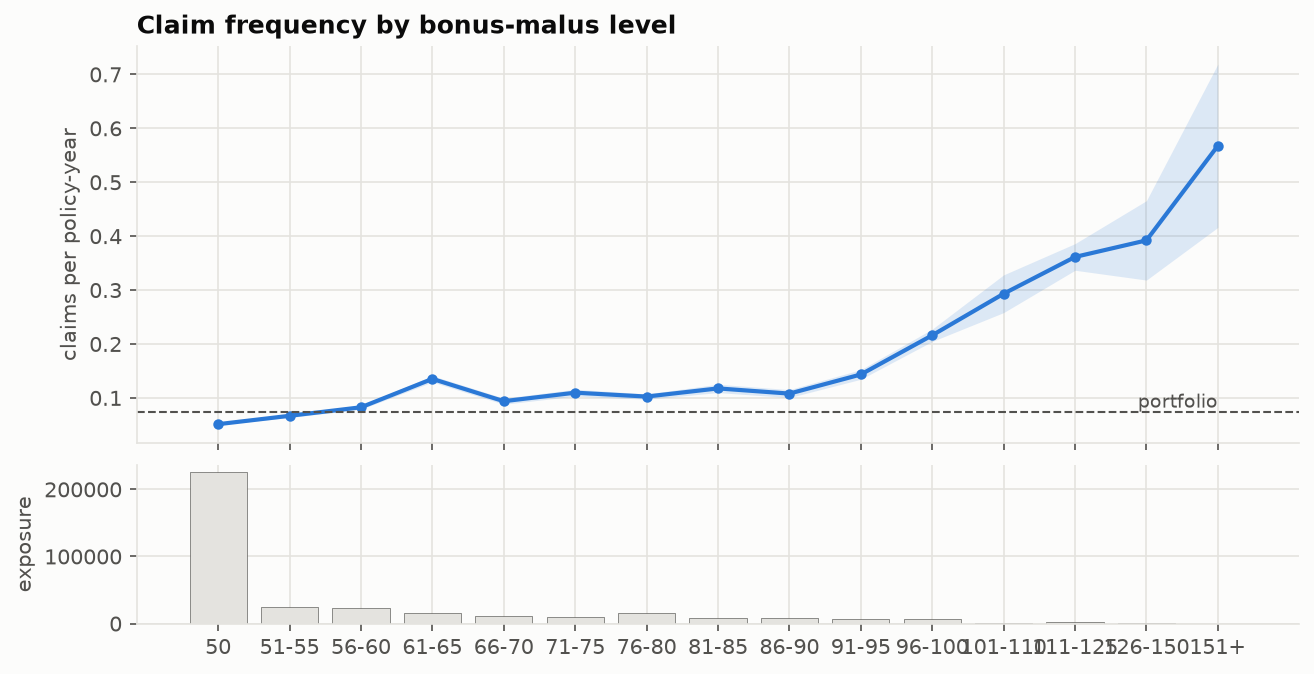 Claim frequency by bonus-malus level
claims per policy-year
0.7
0.6
0.5
0.4
0.3
0.2
0.1
portfolio
exposure
200000
100000
0
50 51-55 56-60 61-65 66-70 71-75 76-80 81-85 86-90 91-95 96-100 101-110 111-125 126-150 151+